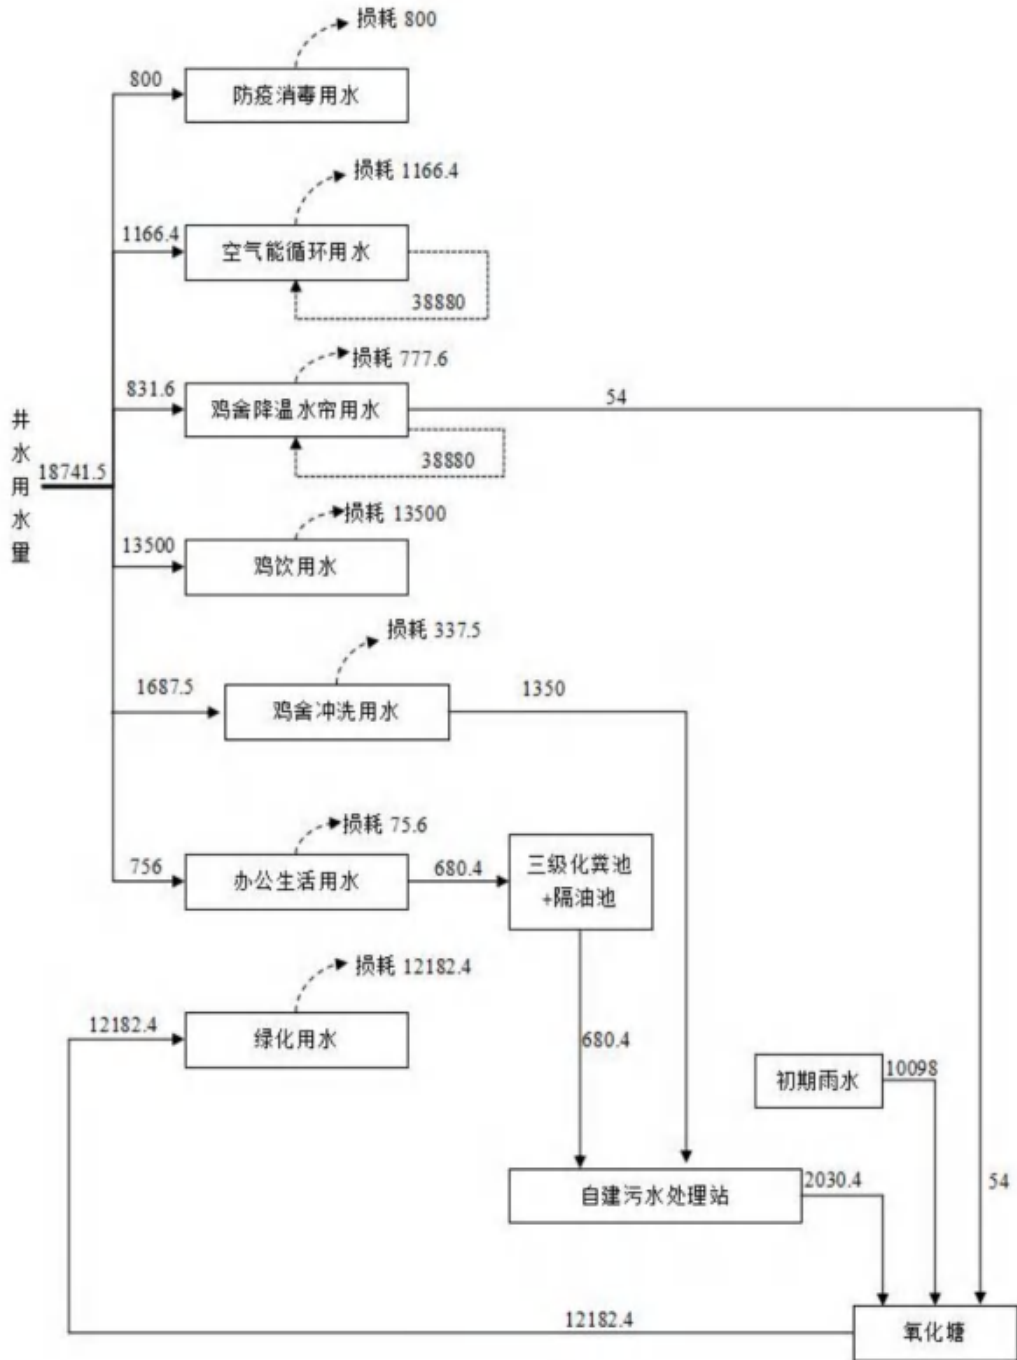 损耗 800
800
防疫消毒用水
损耗 1166.4
1166.4
空气能循环用水
38880
损耗 777.6
831.6
鸡舍降温水帘用水
54
38880
井水用水量
18741.5
损耗 13500
13500
鸡饮用水
损耗 337.5
1687.5
鸡舍冲洗用水
1350
损耗 75.6
756
办公生活用水
680.4
三级化粪池
+隔油池
损耗 12182.4
12182.4
绿化用水
680.4
初期雨水
10098
自建污水处理站
2030.4
54
12182.4
氧化塘